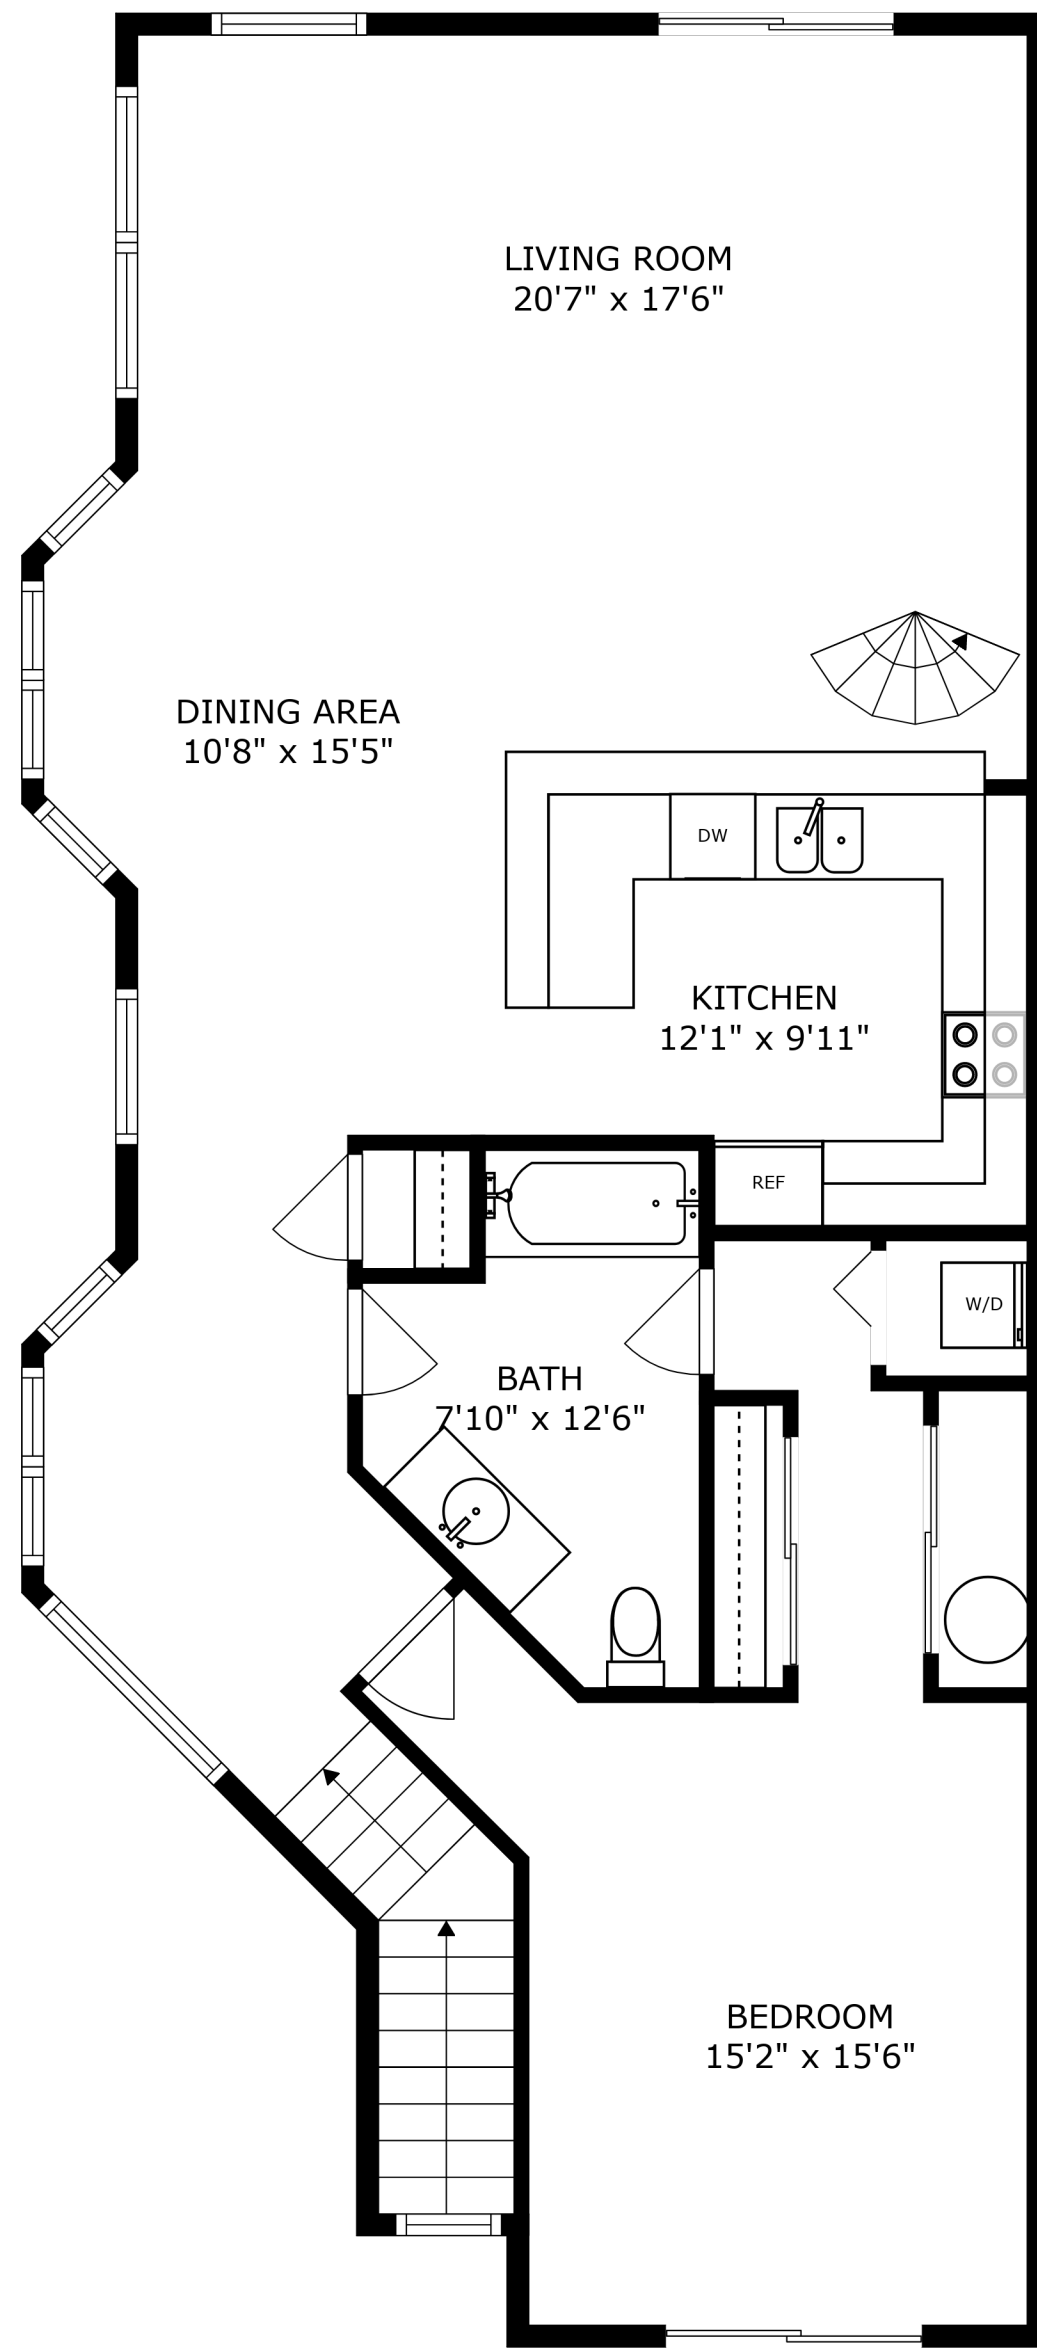 LIVING ROOM
20'7" x 17'6"
DINING AREA
10'8" x 15'5"
DW
KITCHEN
12'1" x 9'11"
REF
W/D
BATH
7'10" x 12'6"
BEDROOM
15'2" x 15'6"